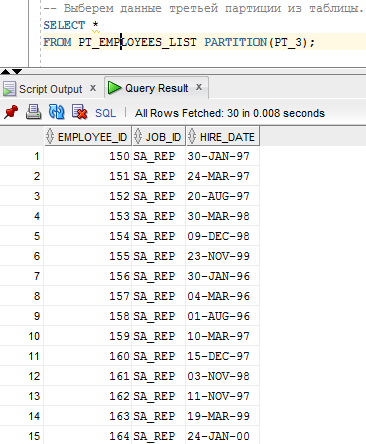 -- Выберем данные третьей партиции из таблицы.
SELECT *
FROM PT_EMPLOYEES_LIST PARTITION(PT_3);
Script Output x Query Result x
SQL | All Rows Fetched: 30 in 0.008 seconds
EMPLOYEE_ID JOB_ID HIRE_DATE
1 150 SA_REP 30-JAN-97
2 151 SA_REP 24-MAR-97
3 152 SA_REP 20-AUG-97
4 153 SA_REP 30-MAR-98
5 154 SA_REP 09-DEC-98
6 155 SA_REP 23-NOV-99
7 156 SA_REP 30-JAN-96
8 157 SA_REP 04-MAR-96
9 158 SA_REP 01-AUG-96
10 159 SA_REP 10-MAR-97
11 160 SA_REP 15-DEC-97
12 161 SA_REP 03-NOV-98
13 162 SA_REP 11-NOV-97
14 163 SA_REP 19-MAR-99
15 164 SA_REP 24-JAN-00